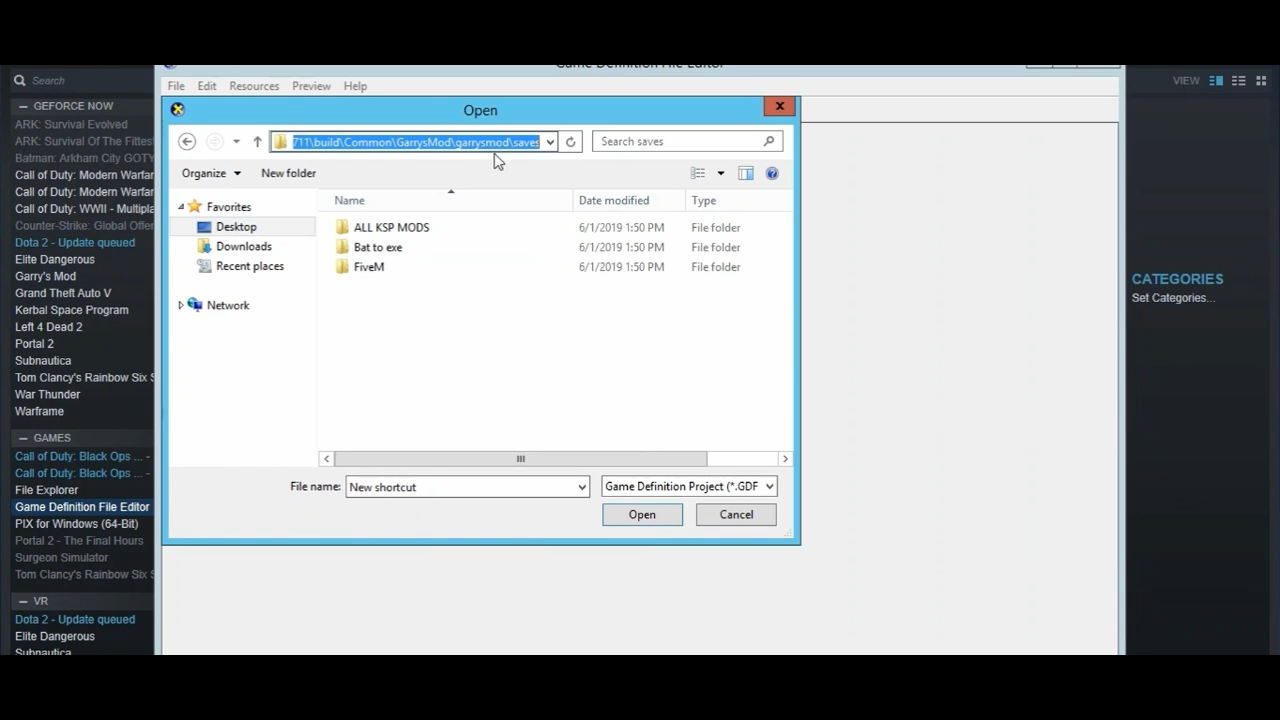 Game Definition File Editor
Search
VIEW
File Edit Resources Preview Help
GEFORCE NOW
ARK: Survival Evolved
ARK: Survival Of The Fittest
Batman: Arkham City GOTY
Call of Duty: Modern Warfar
Call of Duty: Modern Warfar
Call of Duty: WWII - Multipla
Counter-Strike: Global Offen
Dota 2 - Update queued
Elite Dangerous
Garry's Mod
Grand Theft Auto V
Kerbal Space Program
Left 4 Dead 2
Portal 2
Subnautica
Tom Clancy's Rainbow Six S
War Thunder
Warframe
GAMES
Call of Duty: Black Ops ... -
Call of Duty: Black Ops ... -
File Explorer
Game Definition File Editor
PIX for Windows (64-Bit)
Portal 2 - The Final Hours
Surgeon Simulator
Tom Clancy's Rainbow Six S
VR
Dota 2 - Update queued
Elite Dangerous
Subnautica
Open
711\build\Common\GarrysMod\garrysmod\saves
Search saves
Organize New folder
Favorites
Desktop
Downloads
Recent places
Network
Name Date modified Type
ALL KSP MODS 6/1/2019 1:50 PM File folder
Bat to exe 6/1/2019 1:50 PM File folder
FiveM 6/1/2019 1:50 PM File folder
File name: New shortcut Game Definition Project (*.GDF
Open Cancel
CATEGORIES
Set Categories...